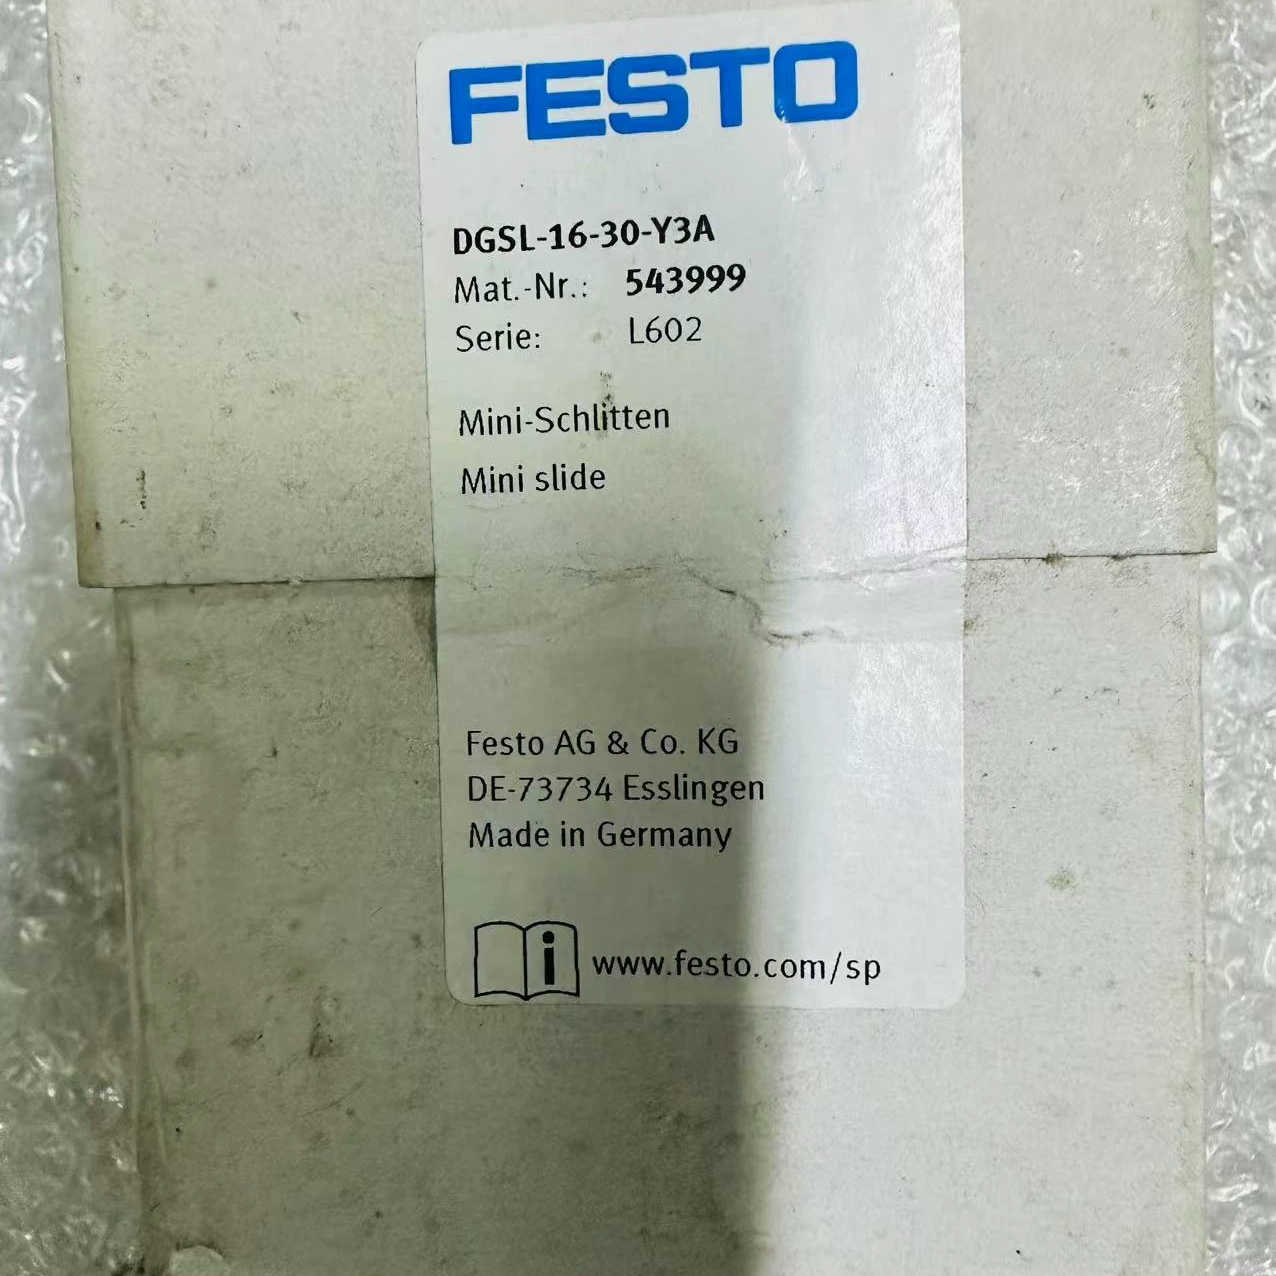 FESTO
DGSL-16-30-Y3A
Mat.-Nr.: 543999
Serie: L602
Mini-Schlitten
Mini slide
Festo AG & Co. KG
DE-73734 Esslingen
Made in Germany
i www.festo.com/sp